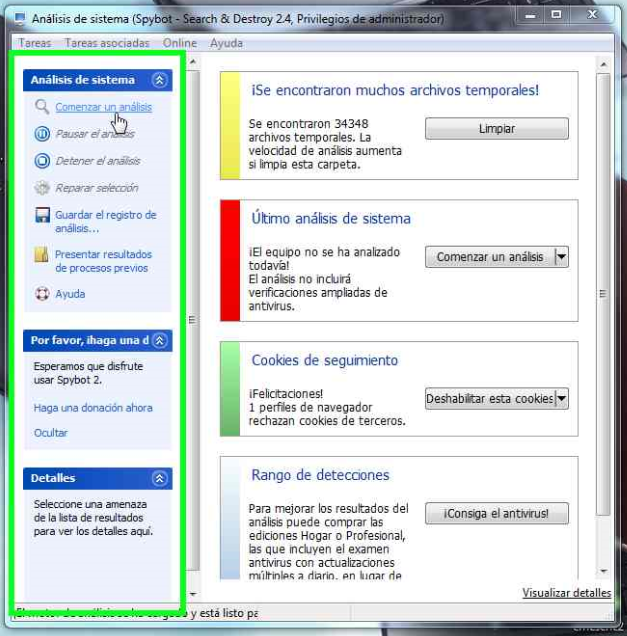 Análisis de sistema (Spybot - Search & Destroy 2.4, Privilegios de administrador)
Tareas Tareas asociadas Online Ayuda
Análisis de sistema
Comenzar un análisis
Pausar el análisis
Detener el análisis
Reparar selección
Guardar el registro de
análisis...
Presentar resultados
de procesos previos
Ayuda
Por favor, ¡haga una d
Esperamos que disfrute
usar Spybot 2.
Haga una donación ahora
Ocultar
Detalles
Seleccione una amenaza
de la lista de resultados
para ver los detalles aquí.
¡Se encontraron muchos archivos temporales!
Se encontraron 34348
archivos temporales. La
velocidad de análisis aumenta
si limpia esta carpeta.
Limpiar
Último análisis de sistema
¡El equipo no se ha analizado
todavía!
El análisis no incluirá
verificaciones ampliadas de
antivirus.
Comenzar un análisis
Cookies de seguimiento
¡Felicitaciones!
1 perfiles de navegador
rechazan cookies de terceros.
Deshabilitar esta cookies
Rango de detecciones
Para mejorar los resultados del
análisis puede comprar las
ediciones Hogar o Profesional,
las que incluyen el examen
antivirus con actualizaciones
múltiples a diario, en lugar de
¡Consiga el antivirus!
Visualizar detalles
y está listo pa